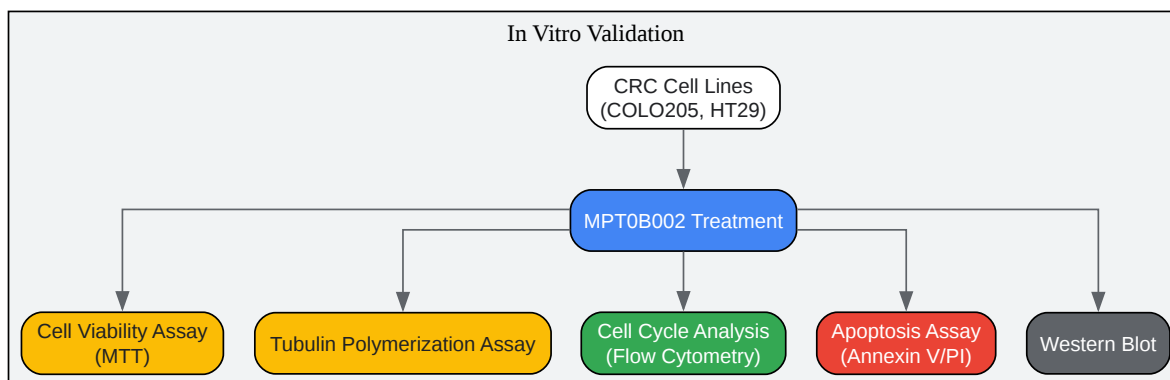 In Vitro Validation
CRC Cell Lines
(COLO205, HT29)
MPT0B002 Treatment
Cell Viability Assay
(MTT)
Tubulin Polymerization Assay
Cell Cycle Analysis
(Flow Cytometry)
Apoptosis Assay
(Annexin V/PI)
Western Blot